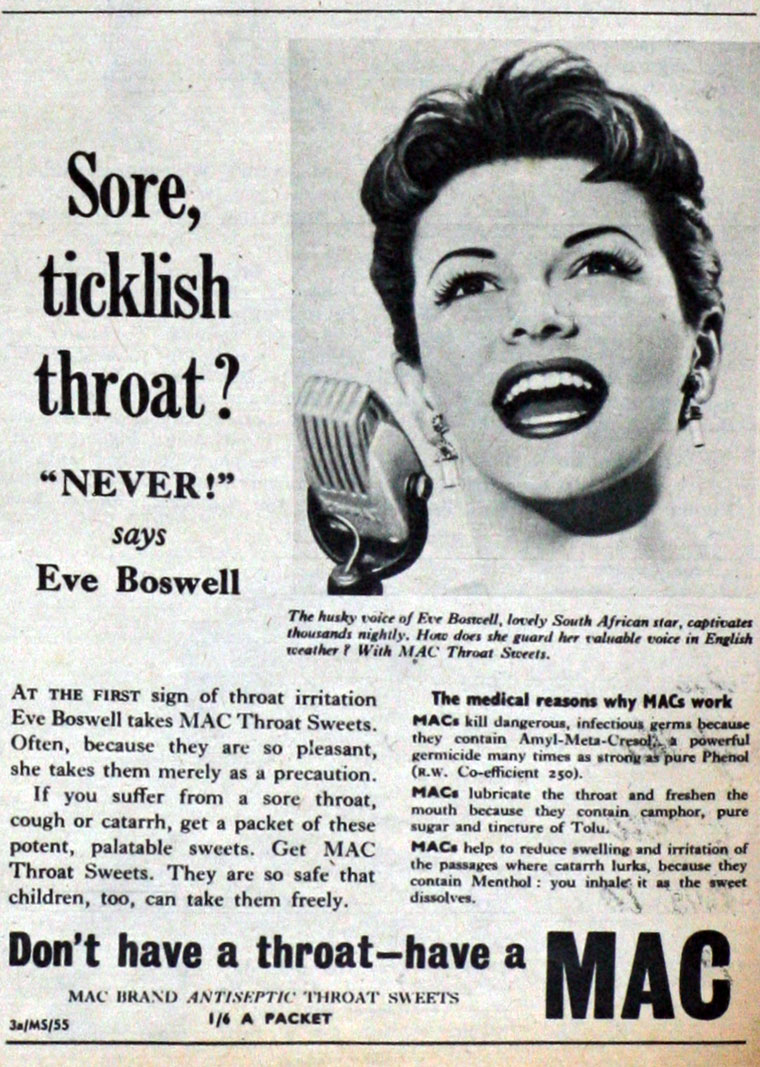 Sore,
ticklish
throat?
“NEVER!”
says
Eve Boswell
The husky voice of Eve Boswell, lovely South African star, captivates
thousands nightly. How does she guard her valuable voice in English
weather? With MAC Throat Sweets.
AT THE FIRST sign of throat irritation
Eve Boswell takes MAC Throat Sweets.
Often, because they are so pleasant,
she takes them merely as a precaution.
If you suffer from a sore throat,
cough or catarrh, get a packet of these
potent, palatable sweets. Get MAC
Throat Sweets. They are so safe that
children, too, can take them freely.
The medical reasons why MACs work
MACs kill dangerous, infectious germs because
they contain Amyl-Meta-Cresol, a powerful
germicide many times as strong as pure Phenol
(R.W. Co-efficient 250).
MACs lubricate the throat and freshen the
mouth because they contain camphor, pure
sugar and tincture of Tolu.
MACs help to reduce swelling and irritation of
the passages where catarrh lurks, because they
contain Menthol: you inhale it as the sweet
dissolves.
Don't have a throat—have a MAC
MAC BRAND ANTISEPTIC THROAT SWEETS
1/6 A PACKET
3a/MS/55